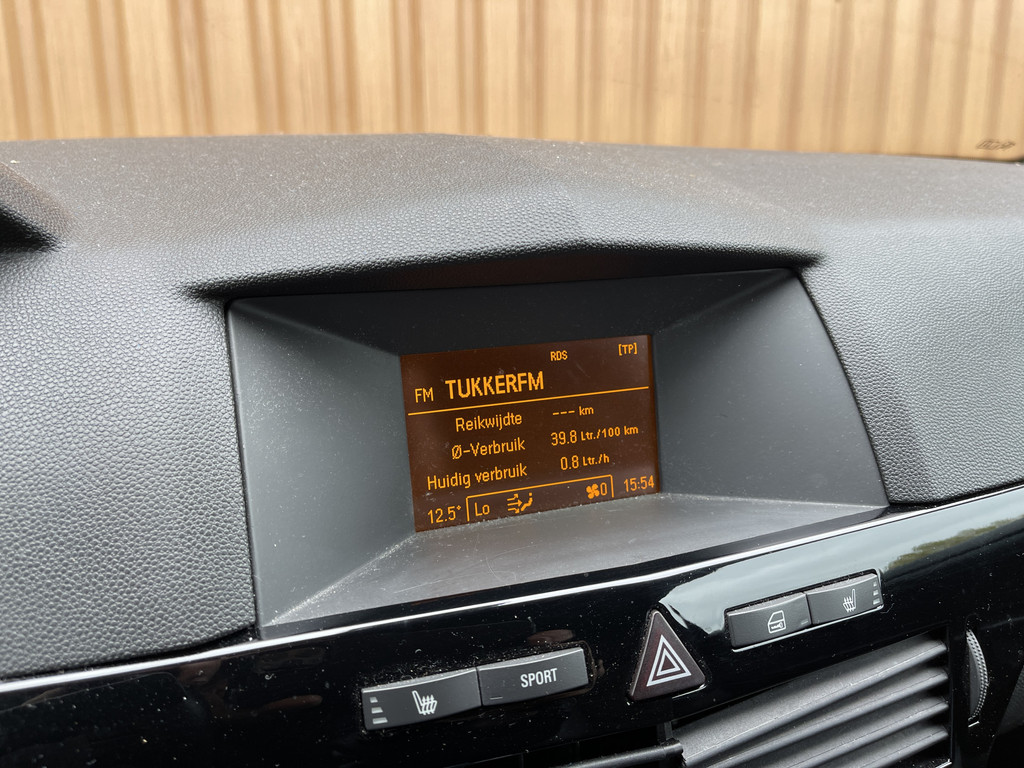 RDS [TP]
FM TUKKERFM
Reikwijdte --- km
Ø-Verbruik 39.8 Ltr./100 km
Huidig verbruik 0.8 Ltr./h
12.5° Lo 0 15:54
SPORT